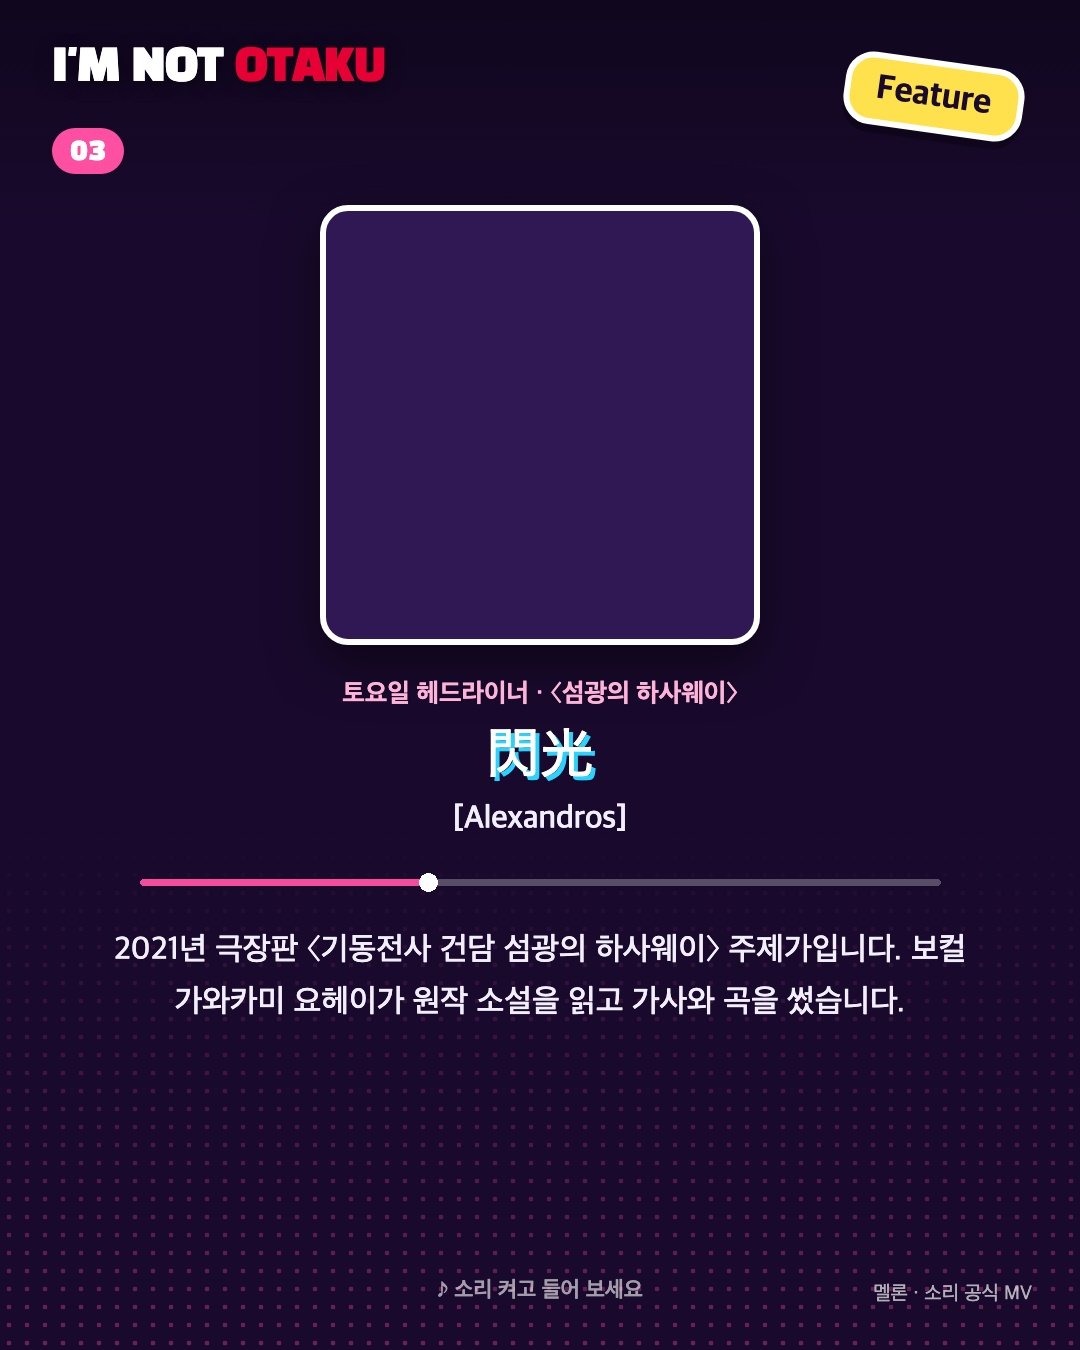 I'M NOT OTAKU
Feature
03
토요일 헤드라이너 · 〈섬광의 하사웨이〉
閃光
[Alexandros]
2021년 극장판 〈기동전사 건담 섬광의 하사웨이〉 주제가입니다. 보컬
가와카미 요헤이가 원작 소설을 읽고 가사와 곡을 썼습니다.
♪ 소리 켜고 들어 보세요
멜론 · 소리 공식 MV